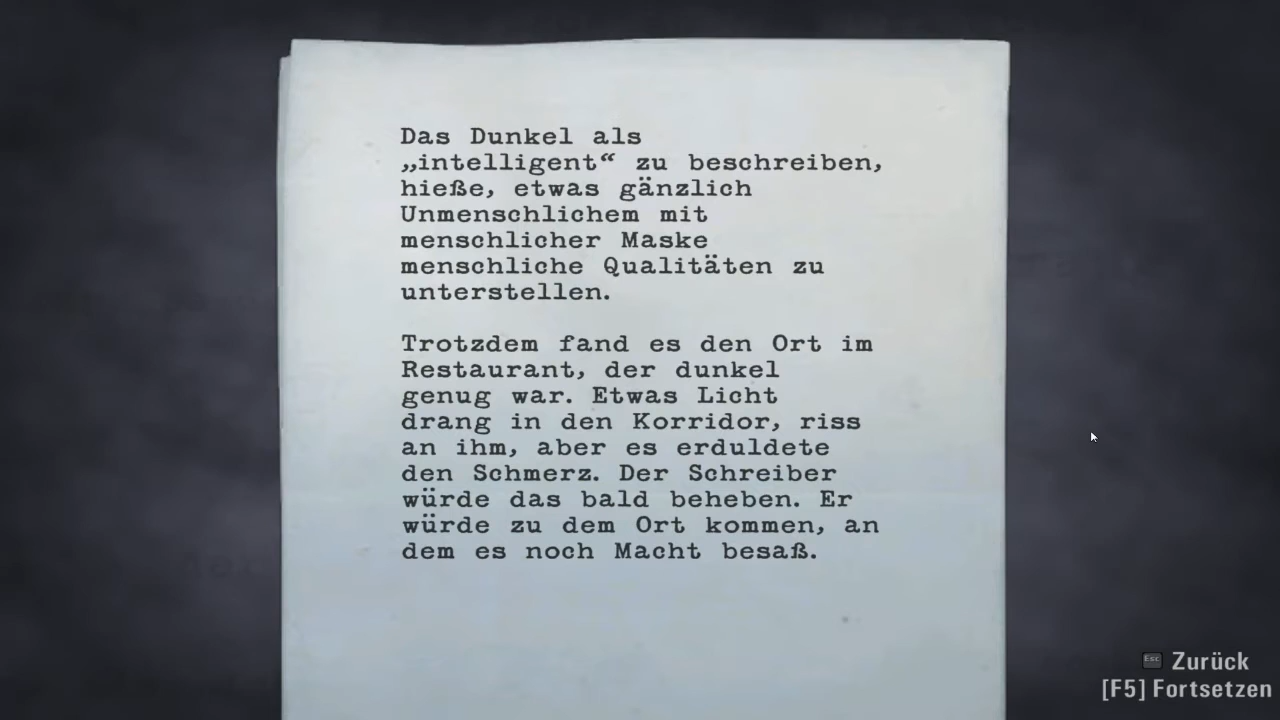 Das Dunkel als
„intelligent“ zu beschreiben,
hieße, etwas gänzlich
Unmenschlichem mit
menschlicher Maske
menschliche Qualitäten zu
unterstellen.
Trotzdem fand es den Ort im
Restaurant, der dunkel
genug war. Etwas Licht
drang in den Korridor, riss
an ihm, aber es erduldete
den Schmerz. Der Schreiber
würde das bald beheben. Er
würde zu dem Ort kommen, an
dem es noch Macht besaß.
Esc Zurück
[F5] Fortsetzen